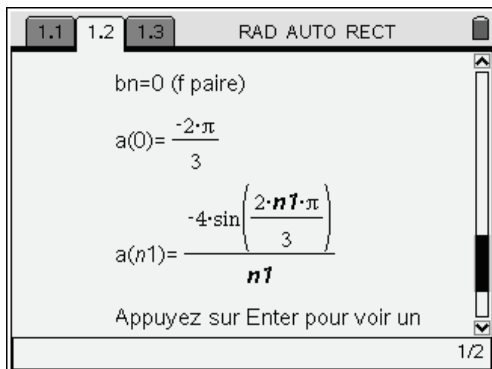 1.1 1.2 1.3 RAD AUTO RECT
bn=0 (f paire)
a(0)= -2·π/3
a(n1)= -4·sin(2·n1·π/3)/n1
Appuyez sur Enter pour voir un
1/2